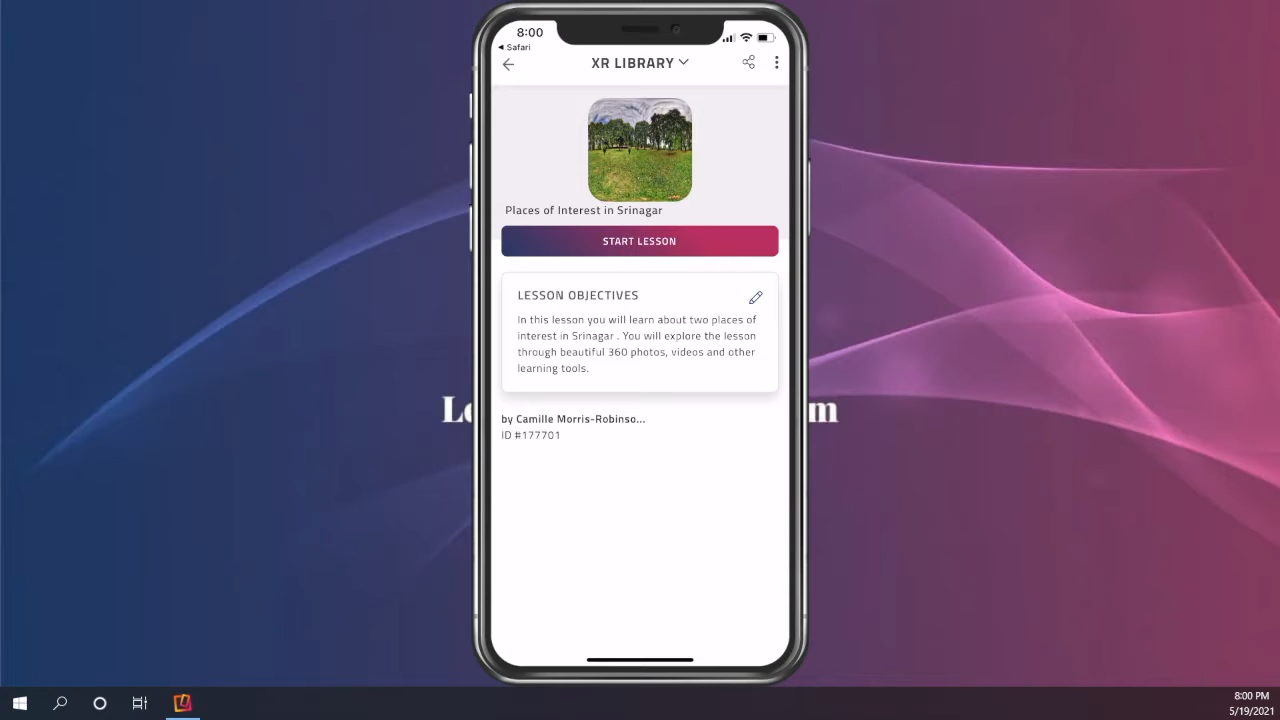 8:00
Safari
XR LIBRARY
Places of Interest in Srinagar
START LESSON
LESSON OBJECTIVES
In this lesson you will learn about two places of
interest in Srinagar . You will explore the lesson
through beautiful 360 photos, videos and other
learning tools.
by Camille Morris-Robinso...
ID #177701
8:00 PM
5/19/2021